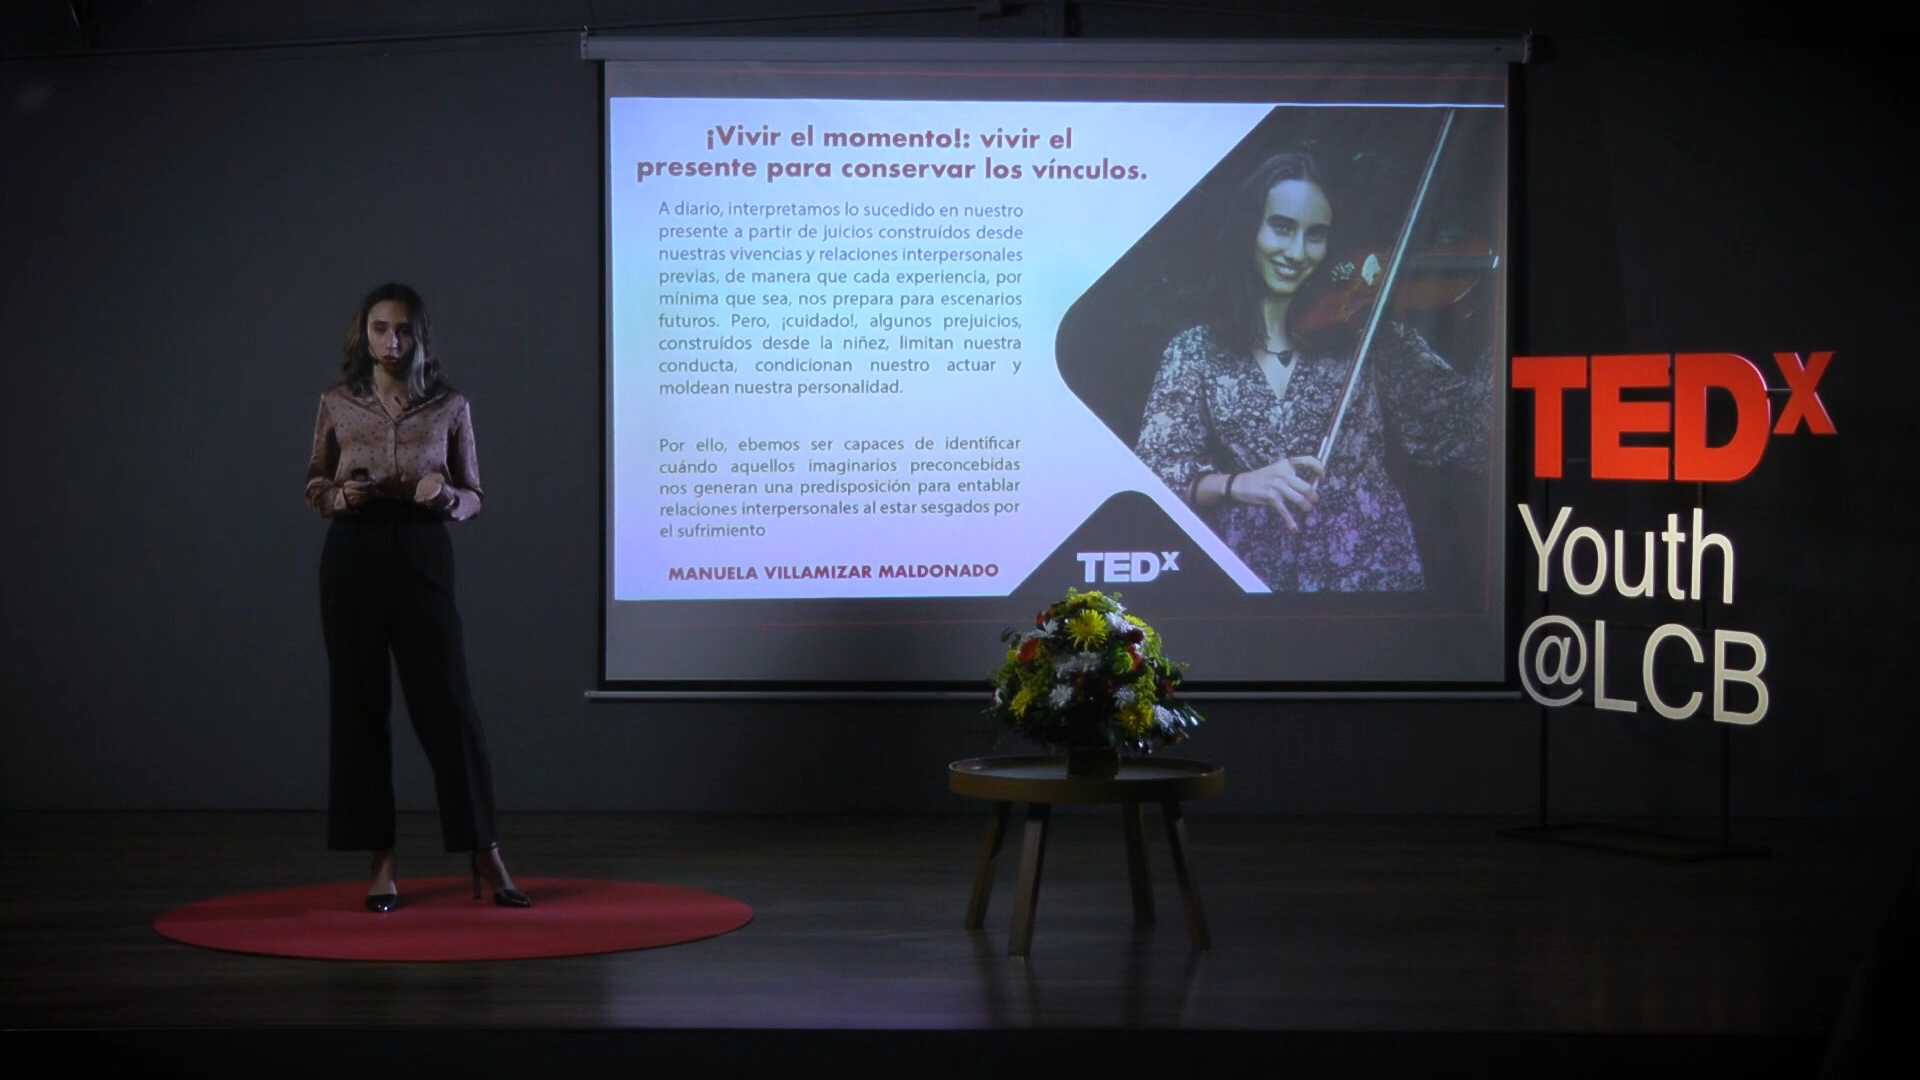 ¡Vivir el momento!: vivir el
presente para conservar los vínculos.
A diario, interpretamos lo sucedido en nuestro
presente a partir de juicios construídos desde
nuestras vivencias y relaciones interpersonales
previas, de manera que cada experiencia, por
mínima que sea, nos prepara para escenarios
futuros. Pero, ¡cuidado!, algunos prejuicios,
construídos desde la niñez, limitan nuestra
conducta, condicionan nuestro actuar y
moldean nuestra personalidad.
Por ello, ebemos ser capaces de identificar
cuándo aquellos imaginarios preconcebidas
nos generan una predisposición para entablar
relaciones interpersonales al estar sesgados por
el sufrimiento
MANUELA VILLAMIZAR MALDONADO
TEDx
TEDx
Youth
@LCB